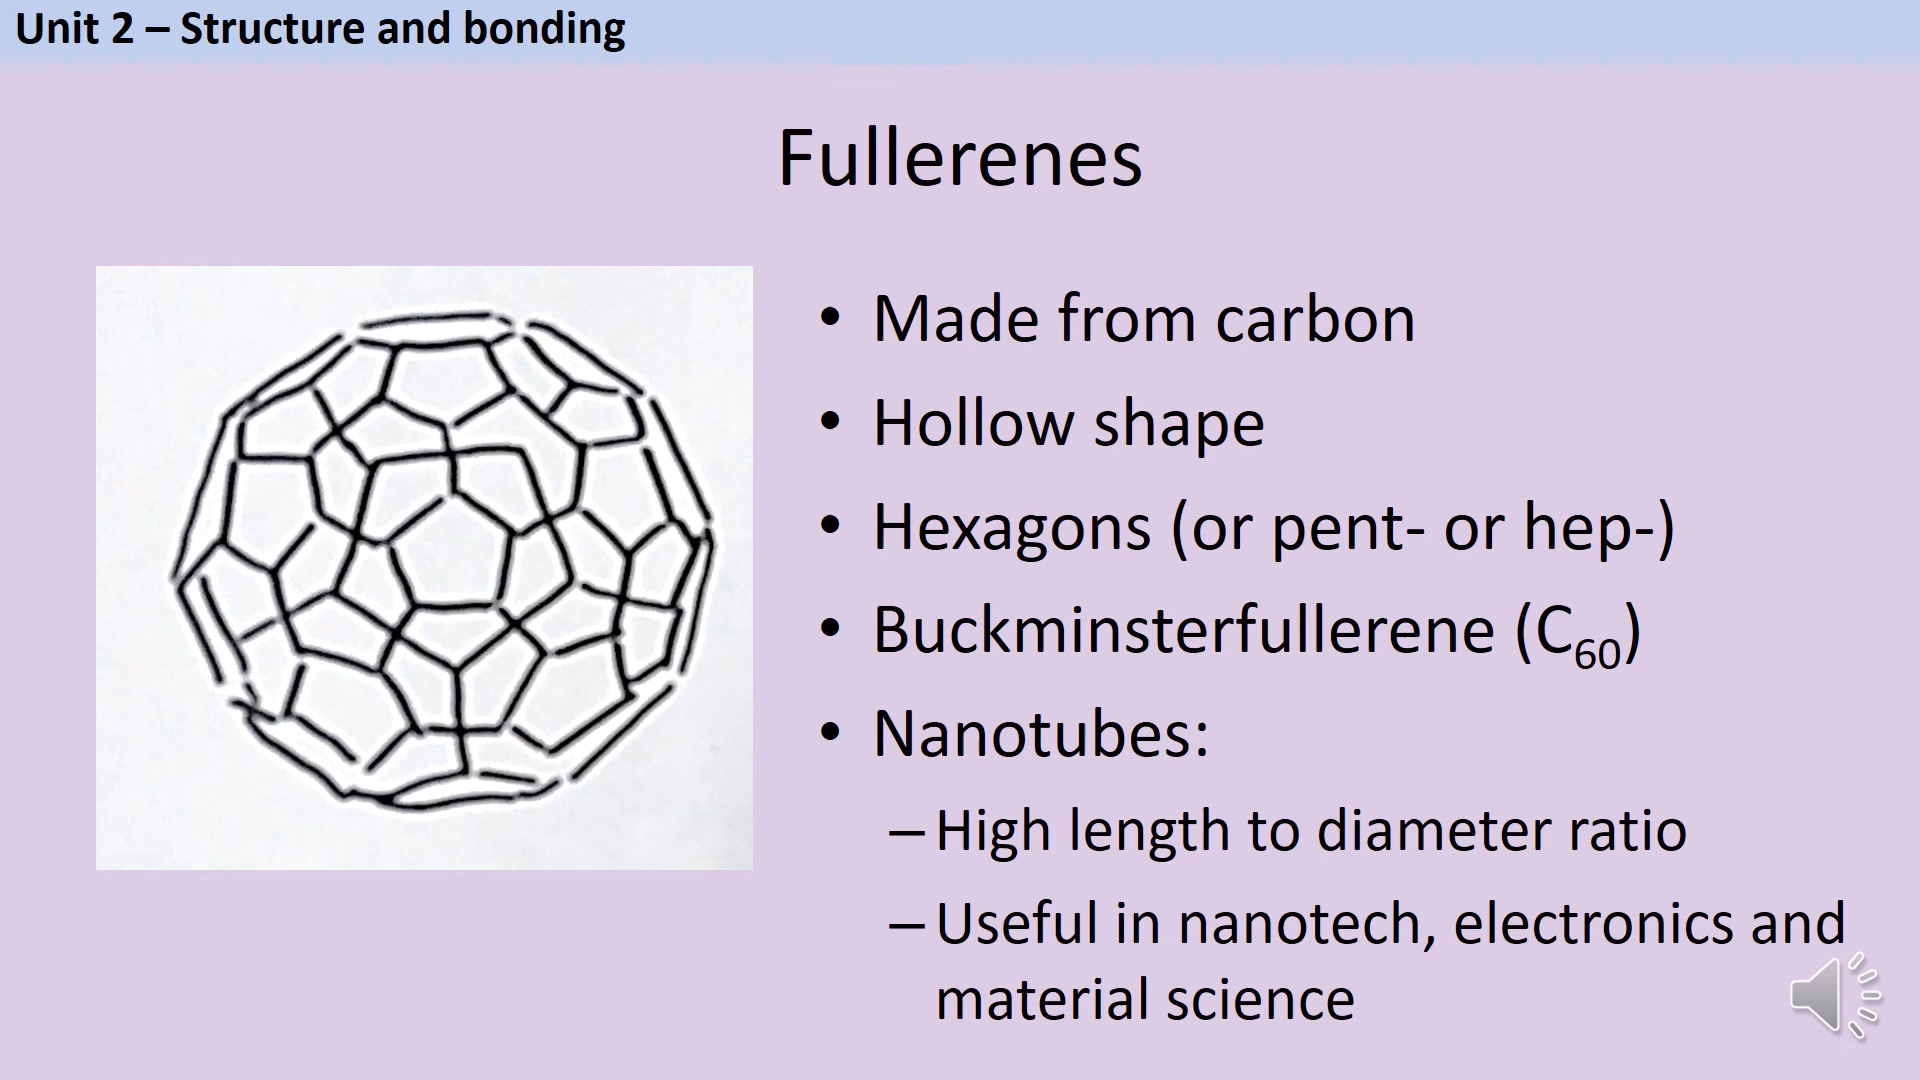 Unit 2 – Structure and bonding
Fullerenes
• Made from carbon
• Hollow shape
• Hexagons (or pent- or hep-)
• Buckminsterfullerene (C₆₀)
• Nanotubes:
– High length to diameter ratio
– Useful in nanotech, electronics and
material science